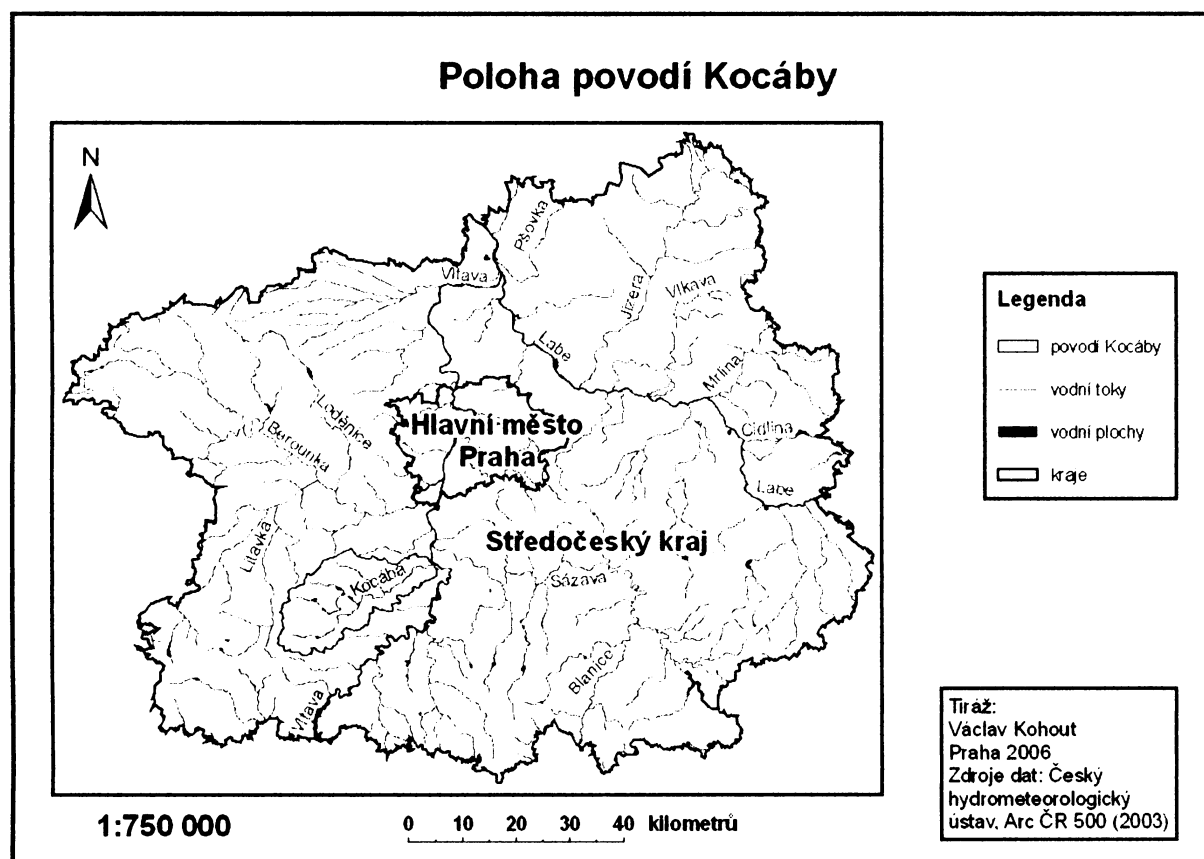 Poloha povodí Kocáby
N
Pšovka
Vltava
Jizera
Vlkava
Labe
Mrlina
Loděnice
Hlavní město
Praha
Cidlina
Berounka
Labe
Litavka
Středočeský kraj
Kocába
Sázava
Blanice
Vltava
Legenda
povodí Kocáby
vodní toky
vodní plochy
kraje
Tiráž:
Václav Kohout
Praha 2006
Zdroje dat: Český
hydrometeorologický
ústav, Arc ČR 500 (2003)
1:750 000
0 10 20 30 40 kilometrů